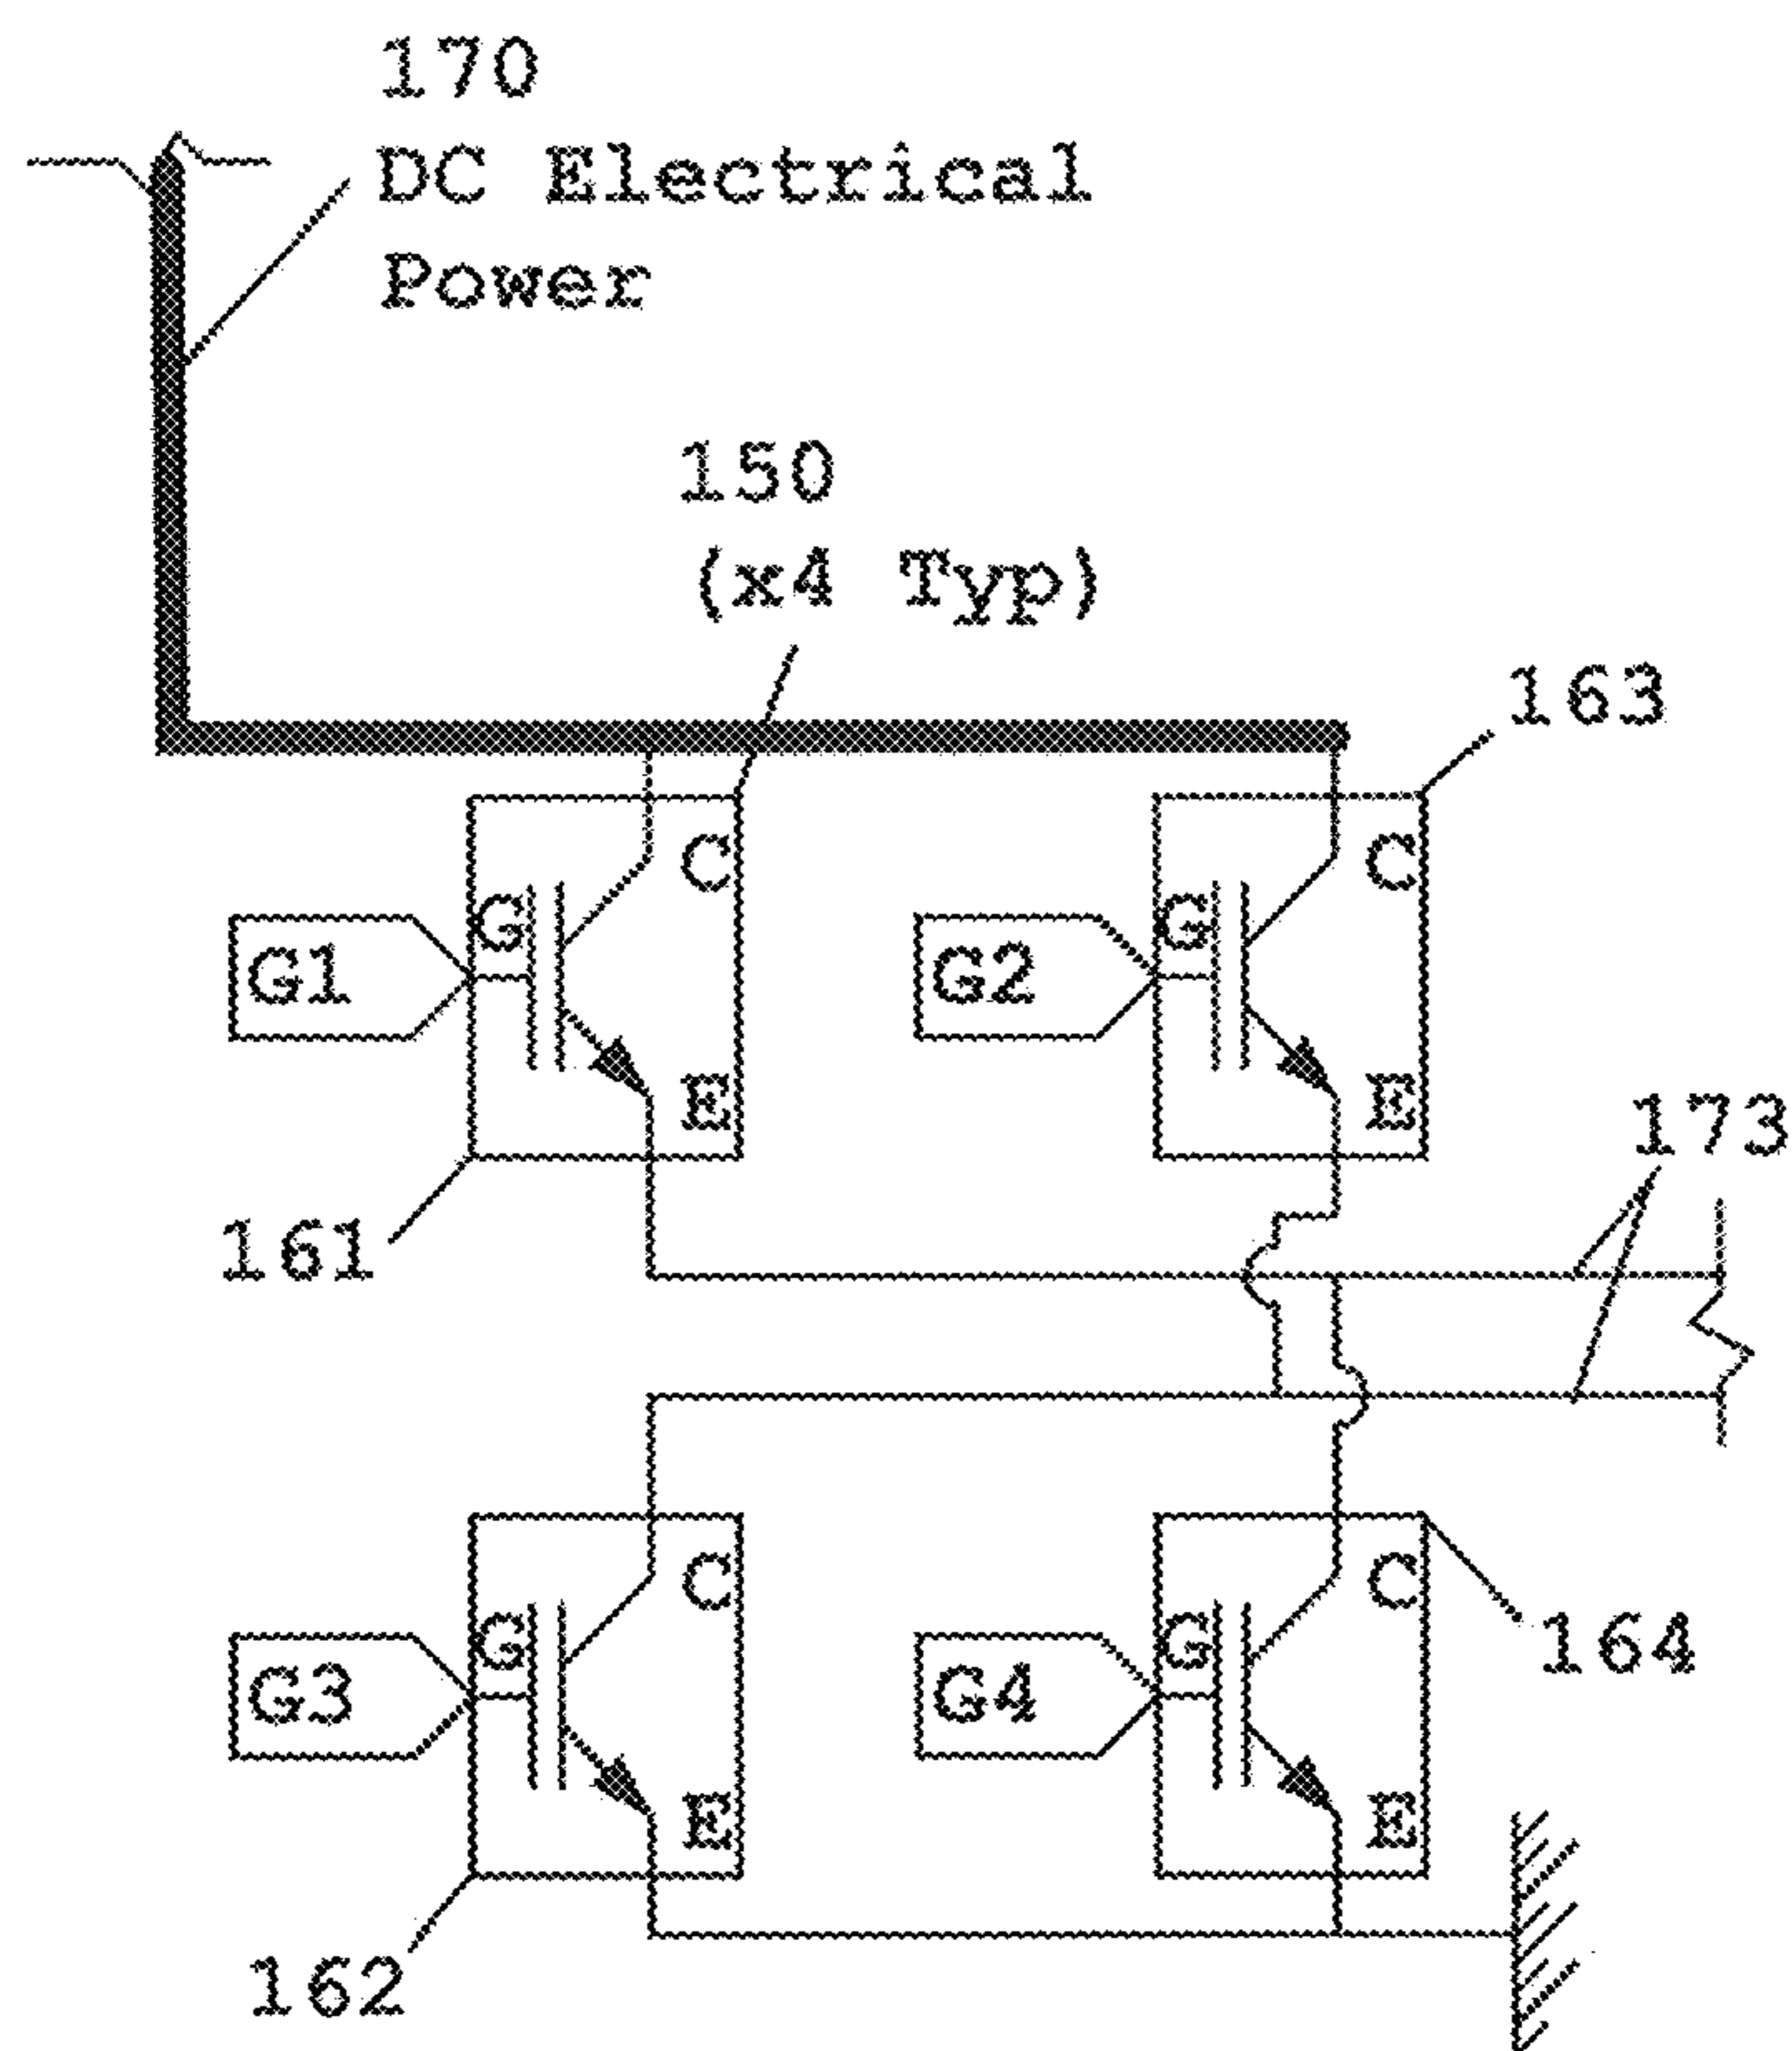 170
DC Electrical
Power
150
(x4 Typ)
163
C
C
G
G
G1
G2
E
E
173
161
C
C
G
G
164
G3
G4
E
E
162